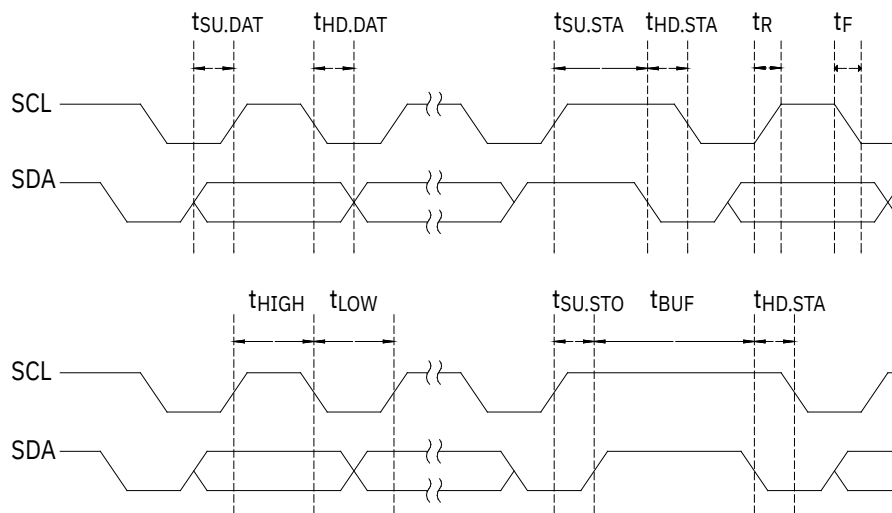 tSU.DAT tHD.DAT tSU.STA tHD.STA tR tF
SCL
SDA
tHIGH tLOW tSU.STO tBUF tHD.STA
SCL
SDA